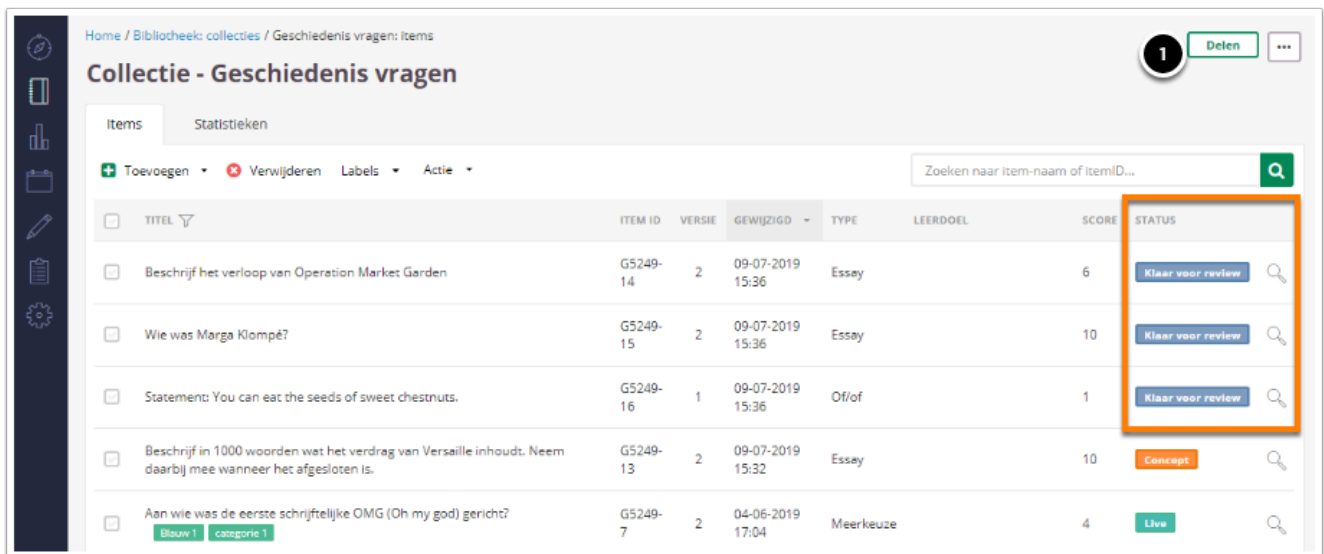 Home / Bibliotheek: collecties / Geschiedenis vragen: items
1
Delen
...
Collectie - Geschiedenis vragen
Items Statistieken
Toevoegen Verwijderen Labels Actie
Zoeken naar item-naam of itemID...
TITEL ITEM ID VERSIE GEWIJZIGD TYPE LEERDOEL SCORE STATUS
Beschrijf het verloop van Operation Market Garden G5249-14 2 09-07-2019 15:36 Essay 6 Klaar voor review
Wie was Marga Klompé? G5249-15 2 09-07-2019 15:36 Essay 10 Klaar voor review
Statement: You can eat the seeds of sweet chestnuts. G5249-16 1 09-07-2019 15:36 Of/of 1 Klaar voor review
Beschrijf in 1000 woorden wat het verdrag van Versaille inhoudt. Neem
daarbij mee wanneer het afgesloten is. G5249-13 2 09-07-2019 15:32 Essay 10 Concept
Aan wie was de eerste schriftelijke OMG (Oh my god) gericht? G5249-7 2 04-06-2019 17:04 Meerkeuze 4 Live
Blauw 1 categorie 1